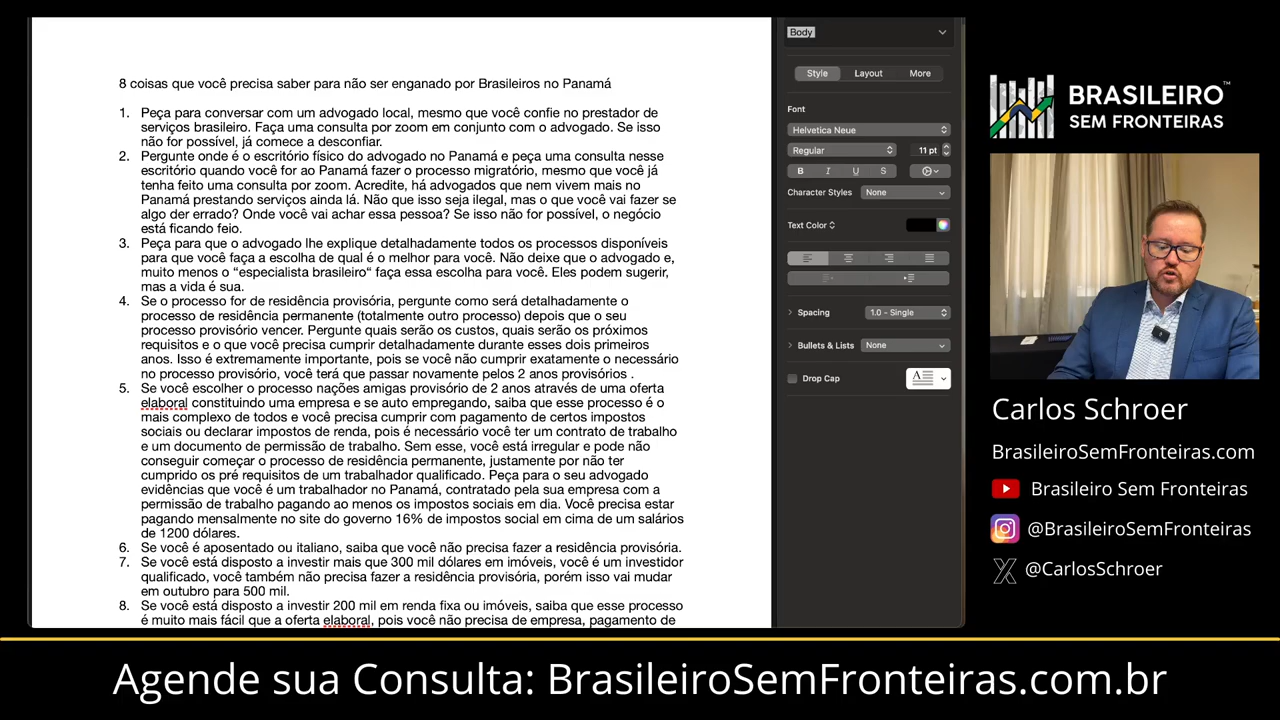 8 coisas que você precisa saber para não ser enganado por Brasileiros no Panamá
1. Peça para conversar com um advogado local, mesmo que você confie no prestador de
serviços brasileiro. Faça uma consulta por zoom em conjunto com o advogado. Se isso
não for possível, já comece a desconfiar.
2. Pergunte onde é o escritório físico do advogado no Panamá e peça uma consulta nesse
escritório quando você for ao Panamá fazer o processo migratório, mesmo que você já
tenha feito uma consulta por zoom. Acredite, há advogados que nem vivem mais no
Panamá prestando serviços ainda lá. Não que isso seja ilegal, mas o que você vai fazer se
algo der errado? Onde você vai achar essa pessoa? Se isso não for possível, o negócio
está ficando feio.
3. Peça para que o advogado lhe explique detalhadamente todos os processos disponíveis
para que você faça a escolha de qual é o melhor para você. Não deixe que o advogado e,
muito menos o “especialista brasileiro“ faça essa escolha para você. Eles podem sugerir,
mas a vida é sua.
4. Se o processo for de residência provisória, pergunte como será detalhadamente o
processo de residência permanente (totalmente outro processo) depois que o seu
processo provisório vencer. Pergunte quais serão os custos, quais serão os próximos
requisitos e o que você precisa cumprir detalhadamente durante esses dois primeiros
anos. Isso é extremamente importante, pois se você não cumprir exatamente o necessário
no processo provisório, você terá que passar novamente pelos 2 anos provisórios .
5. Se você escolher o processo nações amigas provisório de 2 anos através de uma oferta
elaboral constituindo uma empresa e se auto empregando, saiba que esse processo é o
mais complexo de todos e você precisa cumprir com pagamento de certos impostos
sociais ou declarar impostos de renda, pois é necessário você ter um contrato de trabalho
e um documento de permissão de trabalho. Sem esse, você está irregular e pode não
conseguir começar o processo de residência permanente, justamente por não ter
cumprido os pré requisitos de um trabalhador qualificado. Peça para o seu advogado
evidências que você é um trabalhador no Panamá, contratado pela sua empresa com a
permissão de trabalho pagando ao menos os impostos sociais em dia. Você precisa estar
pagando mensalmente no site do governo 16% de impostos social em cima de um salários
de 1200 dólares.
6. Se você é aposentado ou italiano, saiba que você não precisa fazer a residência provisória.
7. Se você está disposto a investir mais que 300 mil dólares em imóveis, você é um investidor
qualificado, você também não precisa fazer a residência provisória, porém isso vai mudar
em outubro para 500 mil.
8. Se você está disposto a investir 200 mil em renda fixa ou imóveis, saiba que esse processo
é muito mais fácil que a oferta elaboral, pois você não precisa de empresa, pagamento de
Body
Style Layout More
Font
Helvetica Neue
Regular 11 pt
B I U S
Character Styles None
Text Color
Spacing 1.0 - Single
Bullets & Lists None
Drop Cap
A
BRASILEIRO™
SEM FRONTEIRAS
Carlos Schroer
BrasileiroSemFronteiras.com
Brasileiro Sem Fronteiras
@BrasileiroSemFronteiras
@CarlosSchroer
Agende sua Consulta: BrasileiroSemFronteiras.com.br